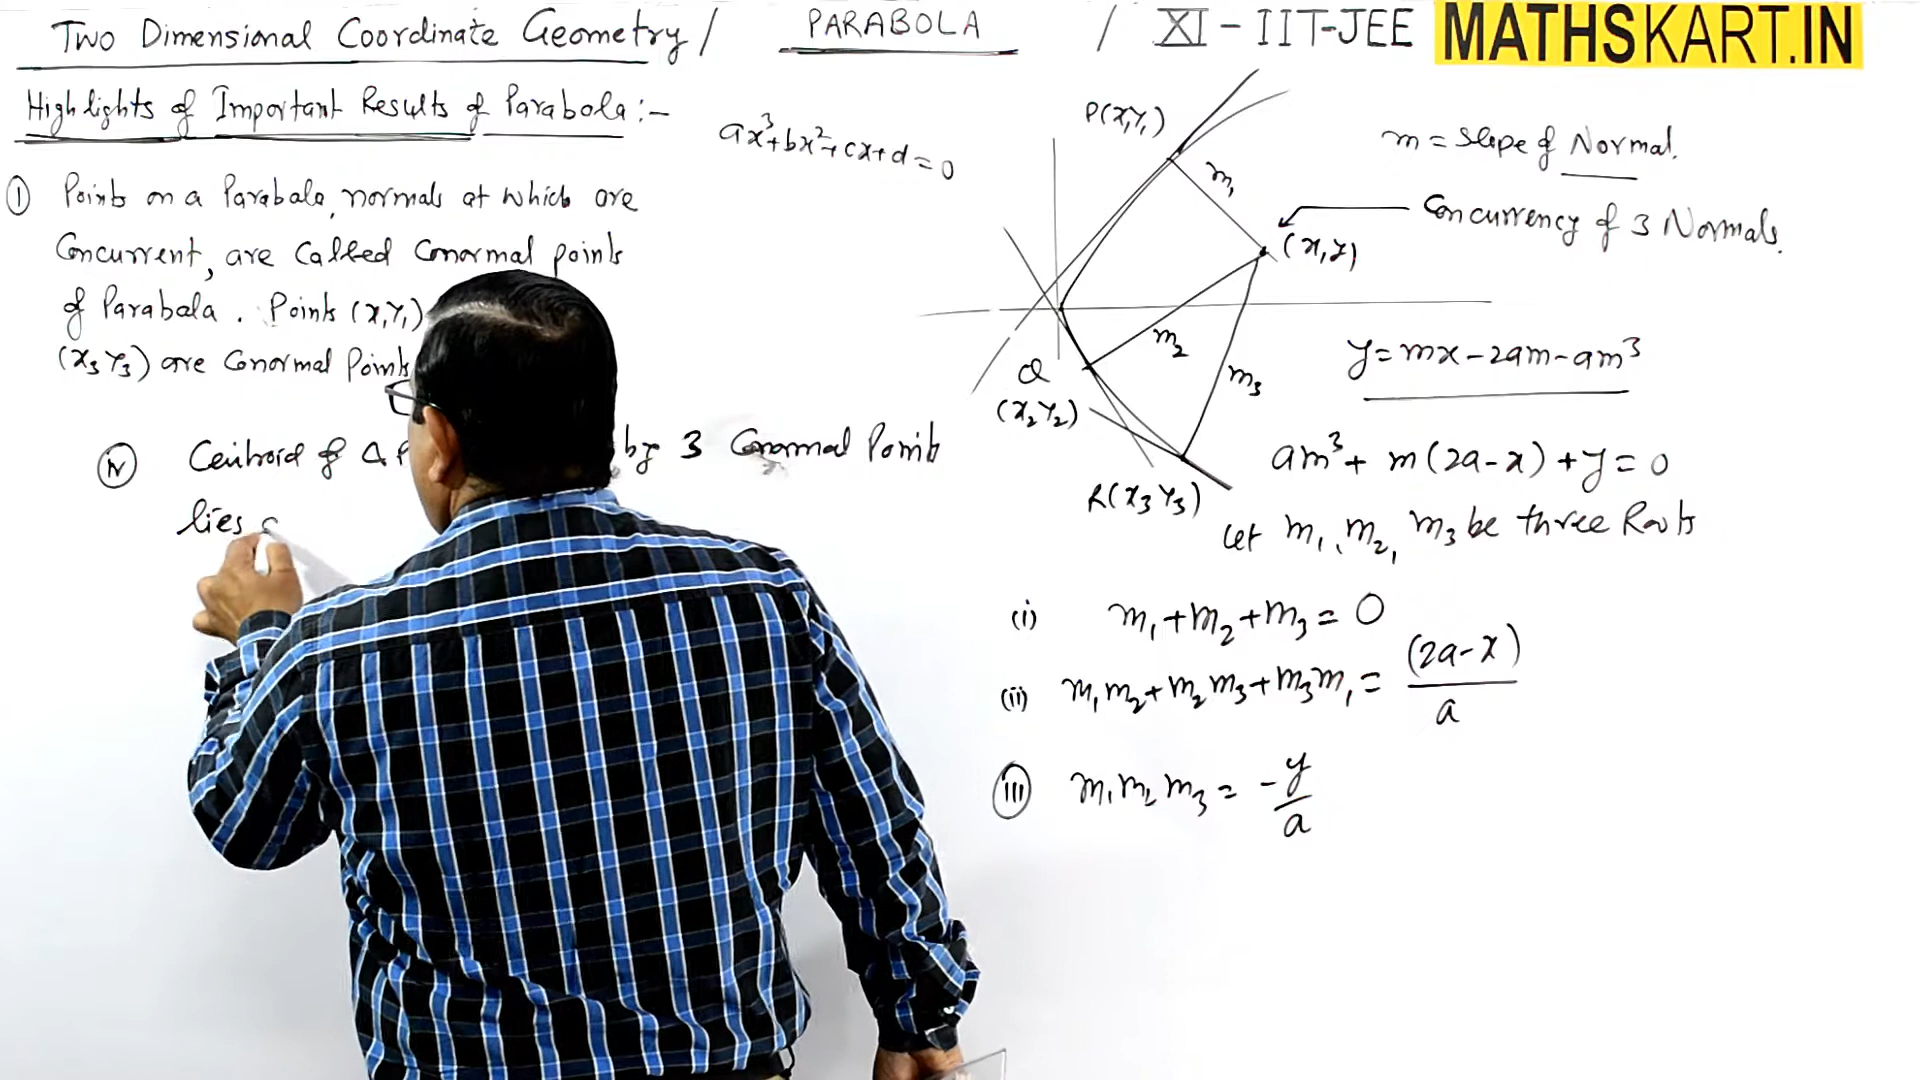 Two Dimensional Coordinate Geometry / PARABOLA / XI - IIT-JEE MATHSKART.IN
Highlights of Important Results of Parabola :-
ax³+bx²+cx+d=0
① Points on a Parabola, normals at which are
Concurrent, are Called Conormal points
of Parabola. Points (x₁Y₁)
(x₃Y₃) are Conormal Points
(iv) Centroid of Δ P by 3 Conormal Points
lies
P(x₁Y₁)
m₁
(x,y)
m₂
m₃
Q
(x₂Y₂)
R(x₃Y₃)
m = Slope of Normal.
Concurrency of 3 Normals.
y=mx-2am-am³
am³+ m(2a-x)+y=0
Let m₁, m₂, m₃ be three Roots
(i) m₁+m₂+m₃=0
(ii) m₁m₂+m₂m₃+m₃m₁= (2a-x)/a
(iii) m₁m₂m₃= -y/a